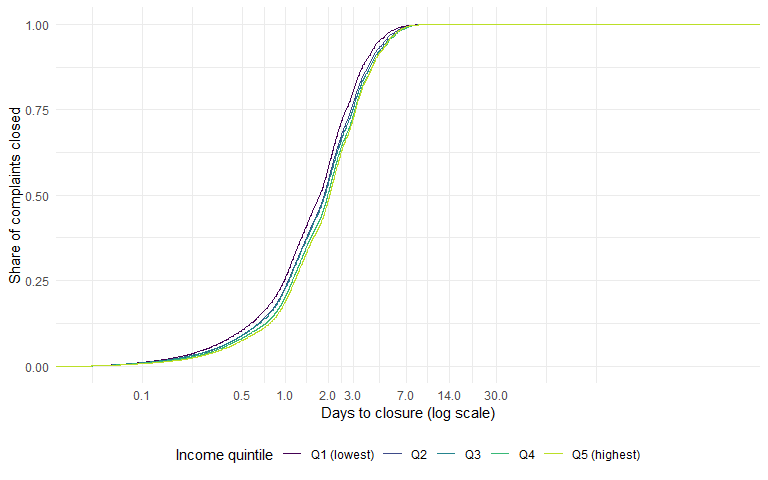 1.00
0.75
0.50
0.25
0.00
Share of complaints closed
0.1 0.5 1.0 2.0 3.0 7.0 14.0 30.0
Days to closure (log scale)
Income quintile Q1 (lowest) Q2 Q3 Q4 Q5 (highest)